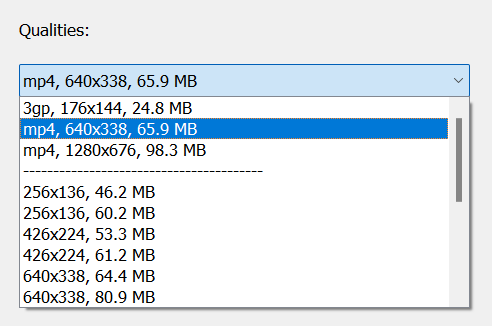 Qualities:
mp4, 640x338, 65.9 MB
3gp, 176x144, 24.8 MB
mp4, 640x338, 65.9 MB
mp4, 1280x676, 98.3 MB
----------------------------------------
256x136, 46.2 MB
256x136, 60.2 MB
426x224, 53.3 MB
426x224, 61.2 MB
640x338, 64.4 MB
640x338, 80.9 MB